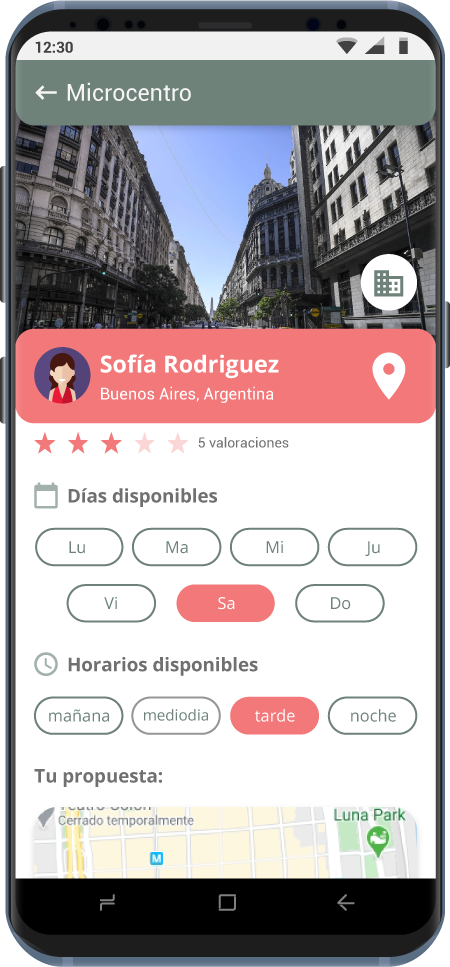 12:30
Microcentro
Sofía Rodriguez
Buenos Aires, Argentina
5 valoraciones
Días disponibles
Lu Ma Mi Ju
Vi Sa Do
Horarios disponibles
mañana mediodia tarde noche
Tu propuesta:
Teatro Colón
Cerrado temporalmente
Luna Park
M